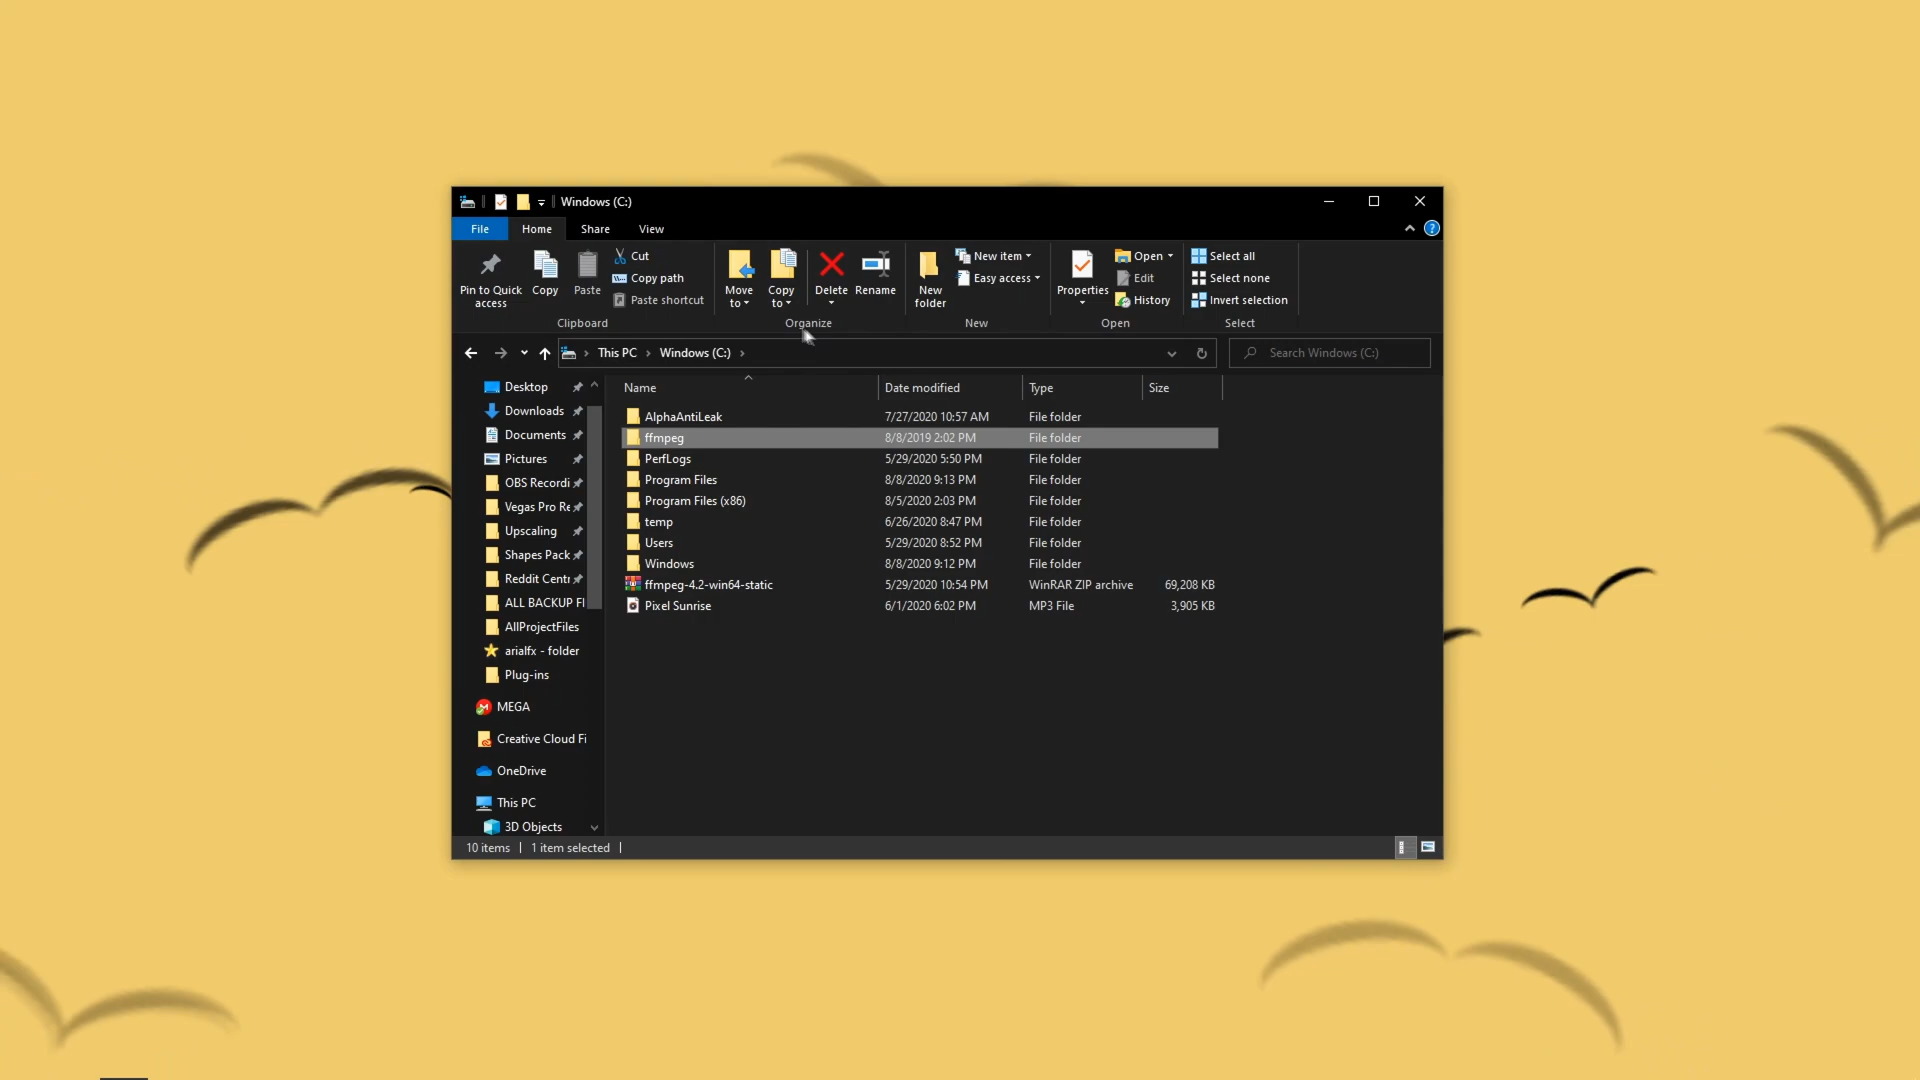 Windows (C:)
File Home Share View
Pin to Quick access
Copy
Paste
Cut
Copy path
Paste shortcut
Clipboard
Move to
Copy to
Delete
Rename
Organize
New folder
New item
Easy access
New
Properties
Open
Edit
History
Open
Select all
Select none
Invert selection
Select
This PC > Windows (C:) >
Search Windows (C:)
Desktop
Downloads
Documents
Pictures
OBS Recordi
Vegas Pro Re
Upscaling
Shapes Pack
Reddit Centr
ALL BACKUP FI
AllProjectFiles
arialfx - folder
Plug-ins
MEGA
Creative Cloud Fi
OneDrive
This PC
3D Objects
Name Date modified Type Size
AlphaAntiLeak 7/27/2020 10:57 AM File folder
ffmpeg 8/8/2019 2:02 PM File folder
PerfLogs 5/29/2020 5:50 PM File folder
Program Files 8/8/2020 9:13 PM File folder
Program Files (x86) 8/5/2020 2:03 PM File folder
temp 6/26/2020 8:47 PM File folder
Users 5/29/2020 8:52 PM File folder
Windows 8/8/2020 9:12 PM File folder
ffmpeg-4.2-win64-static 5/29/2020 10:54 PM WinRAR ZIP archive 69,208 KB
Pixel Sunrise 6/1/2020 6:02 PM MP3 File 3,905 KB
10 items | 1 item selected |